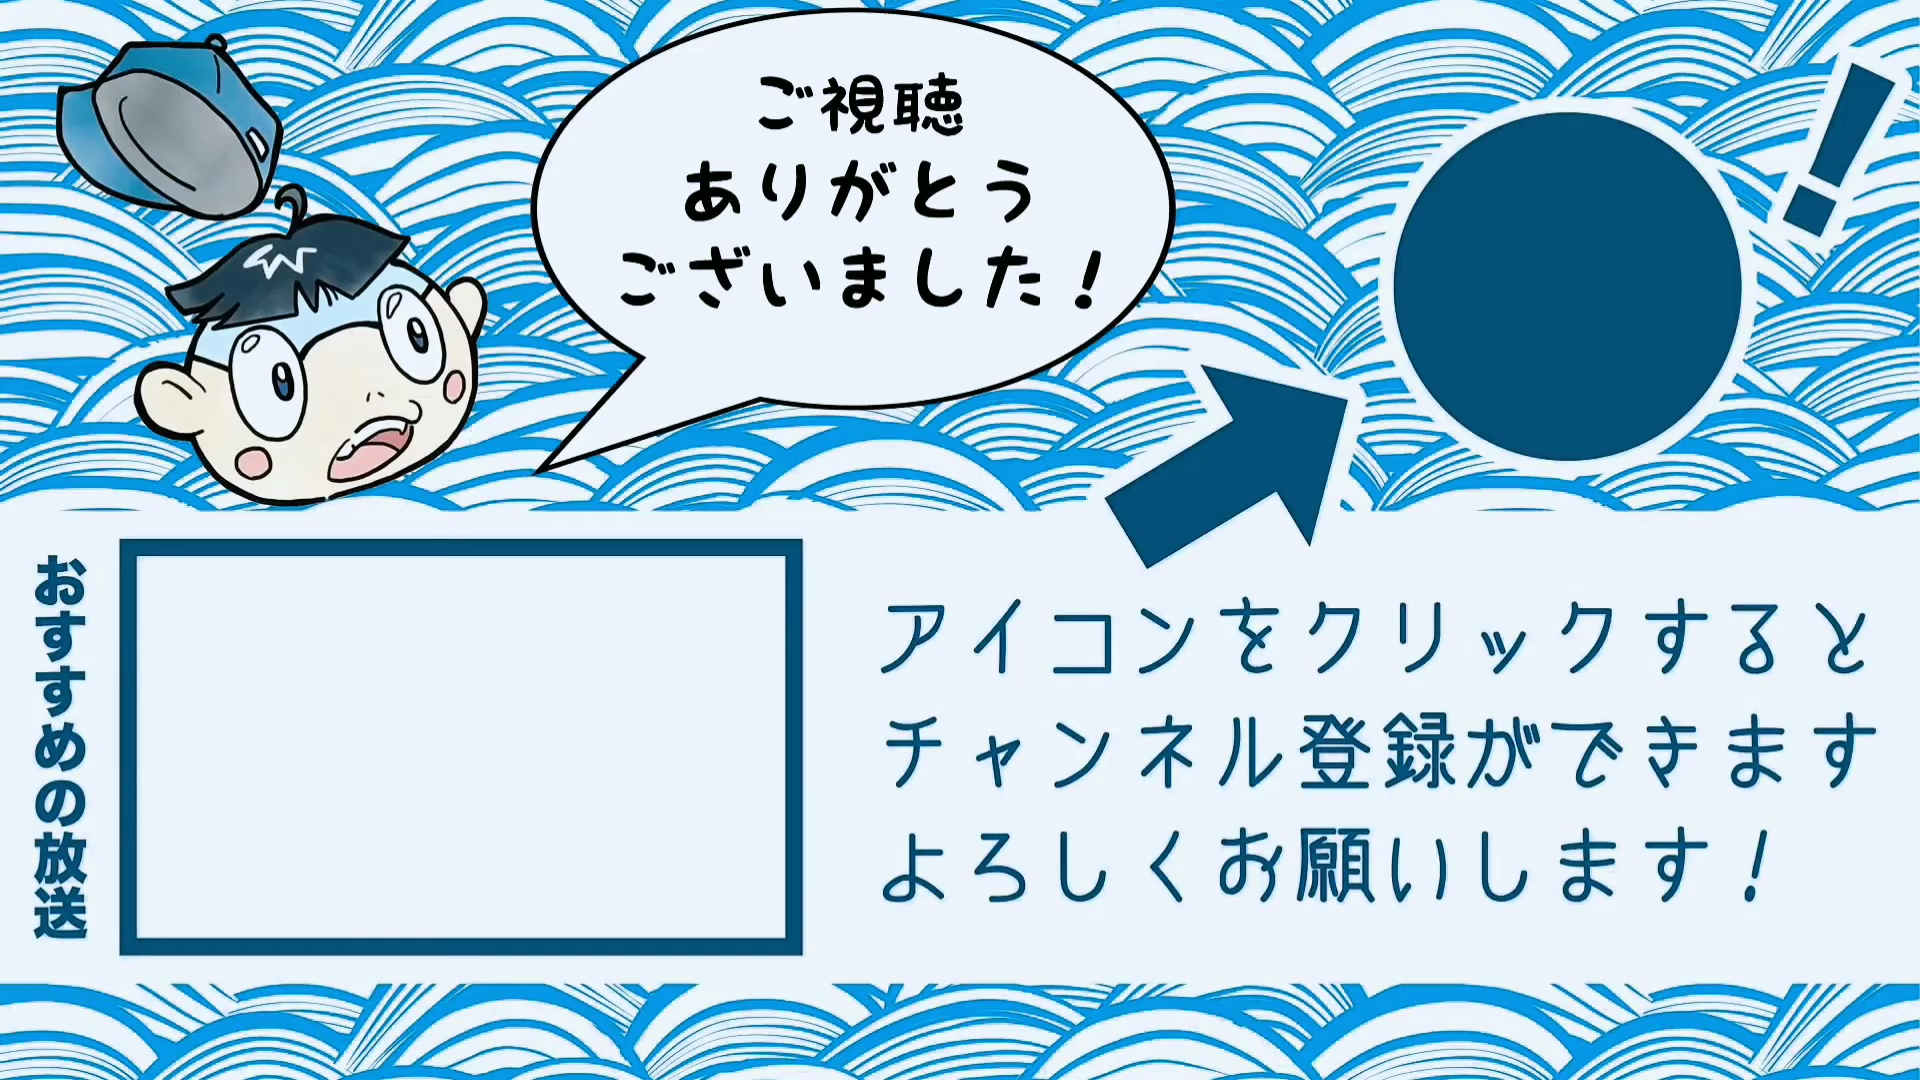 ご視聴
ありがとう
ございました！
おすすめの放送
アイコンをクリックすると
チャンネル登録ができます
よろしくお願いします！